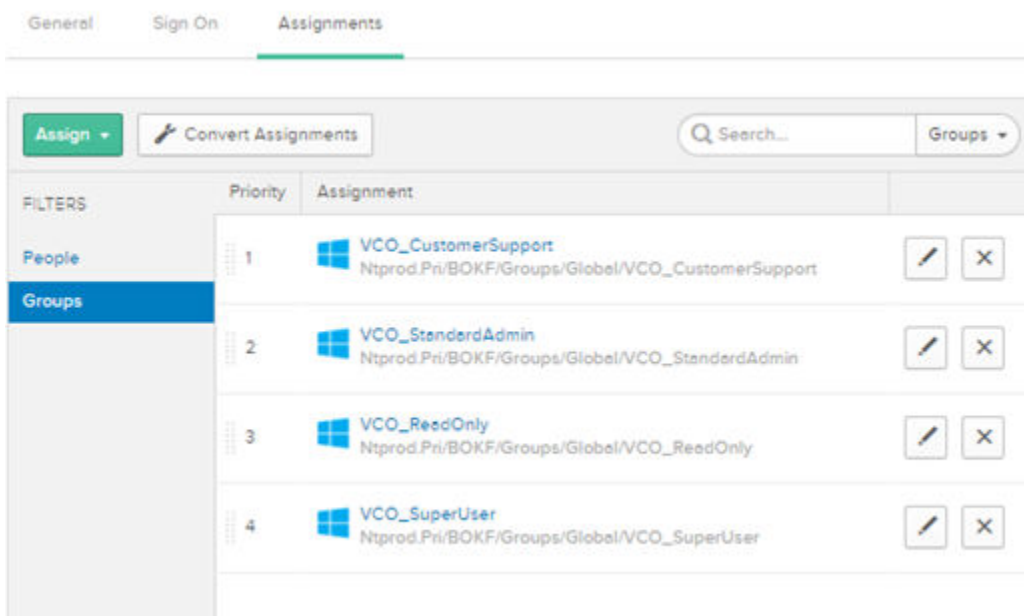 General Sign On Assignments
Assign Convert Assignments Search... Groups
FILTERS
Priority Assignment
People
Groups
1 VCO_CustomerSupport
Ntprod.Pri/BOKF/Groups/Global/VCO_CustomerSupport
2 VCO_StandardAdmin
Ntprod.Pri/BOKF/Groups/Global/VCO_StandardAdmin
3 VCO_ReadOnly
Ntprod.Pri/BOKF/Groups/Global/VCO_ReadOnly
4 VCO_SuperUser
Ntprod.Pri/BOKF/Groups/Global/VCO_SuperUser